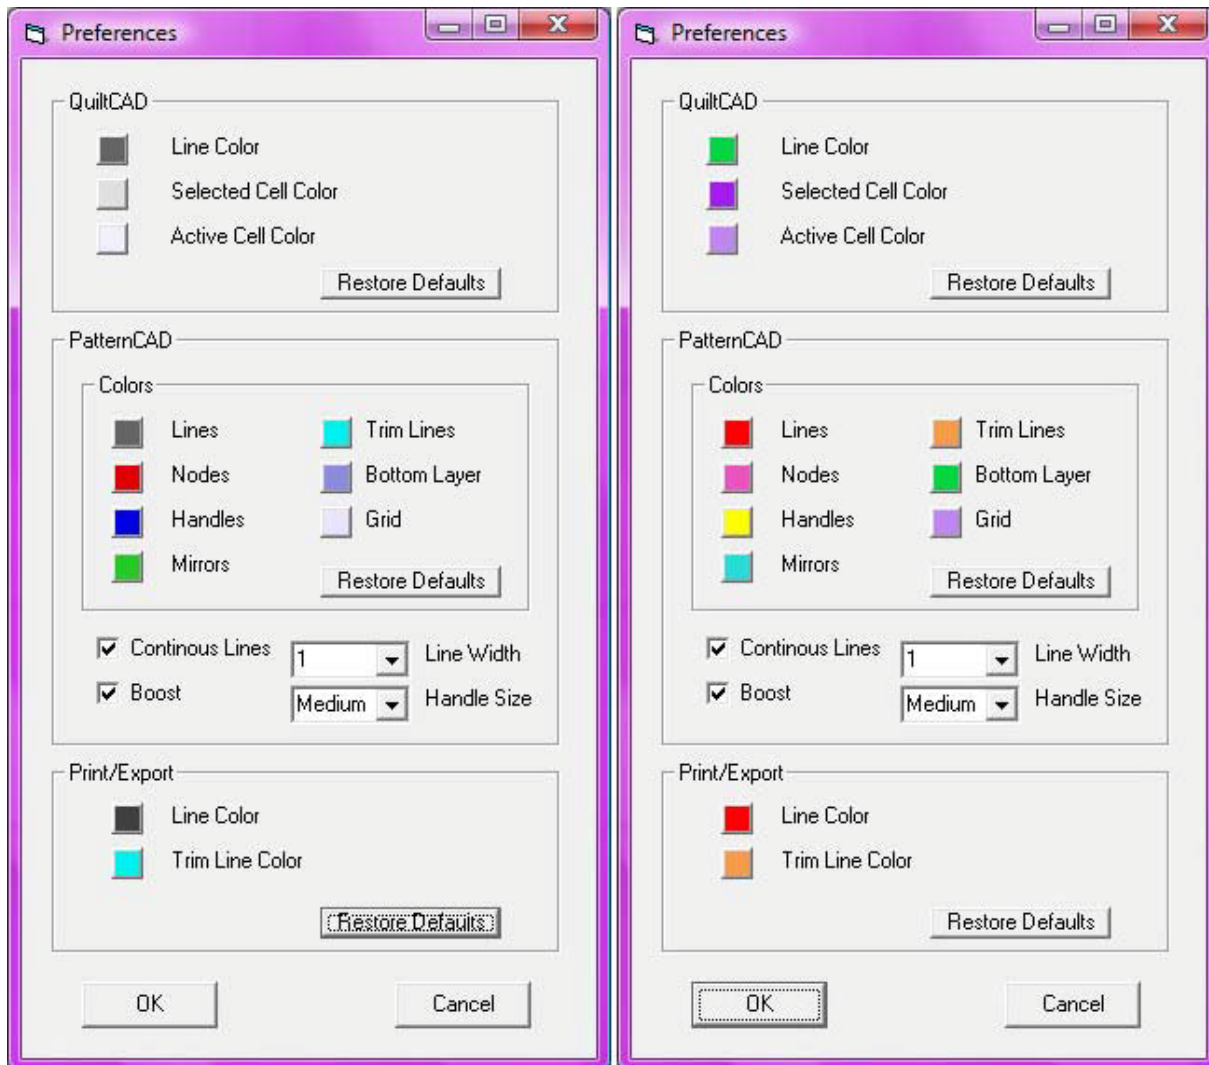 Preferences
QuiltCAD
Line Color
Selected Cell Color
Active Cell Color
Restore Defaults
PatternCAD
Colors
Lines
Trim Lines
Nodes
Bottom Layer
Handles
Grid
Mirrors
Restore Defaults
Continous Lines
1
Line Width
Boost
Medium
Handle Size
Print/Export
Line Color
Trim Line Color
Restore Defaults
OK
Cancel
Preferences
QuiltCAD
Line Color
Selected Cell Color
Active Cell Color
Restore Defaults
PatternCAD
Colors
Lines
Trim Lines
Nodes
Bottom Layer
Handles
Grid
Mirrors
Restore Defaults
Continous Lines
1
Line Width
Boost
Medium
Handle Size
Print/Export
Line Color
Trim Line Color
Restore Defaults
OK
Cancel